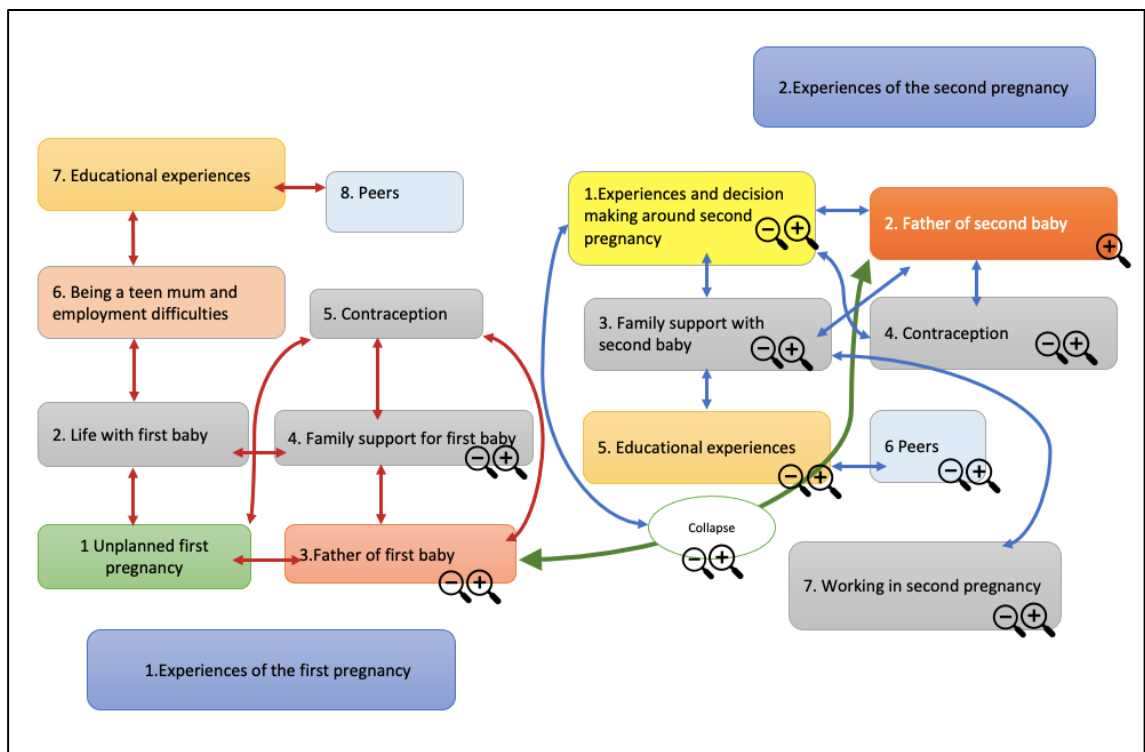 2.Experiences of the second pregnancy
7. Educational experiences
8. Peers
6. Being a teen mum and
employment difficulties
5. Contraception
2. Life with first baby
4. Family support for first baby
1 Unplanned first
pregnancy
3.Father of first baby
1.Experiences of the first pregnancy
1.Experiences and decision
making around second
pregnancy
2. Father of second baby
3. Family support with
second baby
4. Contraception
5. Educational experiences
6 Peers
Collapse
7. Working in second pregnancy